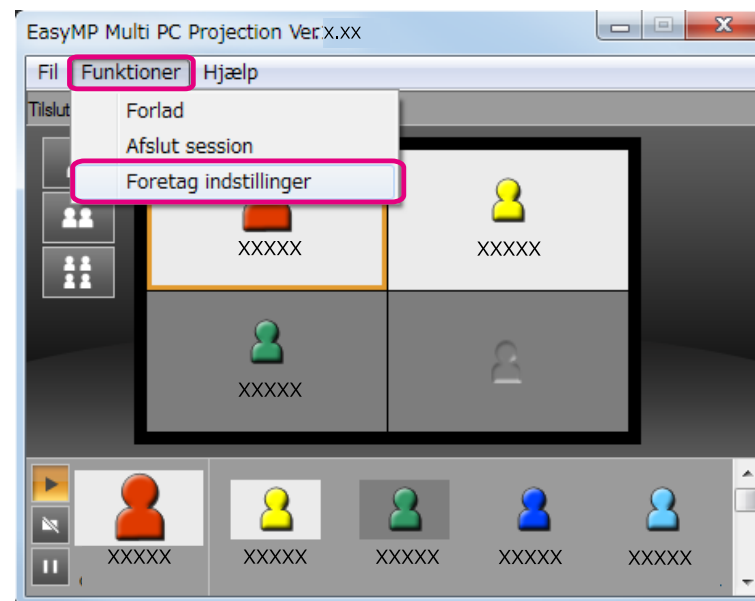 EasyMP Multi PC Projection Ver.x.xx
Fil Funktioner Hjælp
Tilslut
Forlad
Afslut session
Foretag indstillinger
XXXXX XXXXX
XXXXX
XXXXX XXXXX XXXXX XXXXX XXXXX